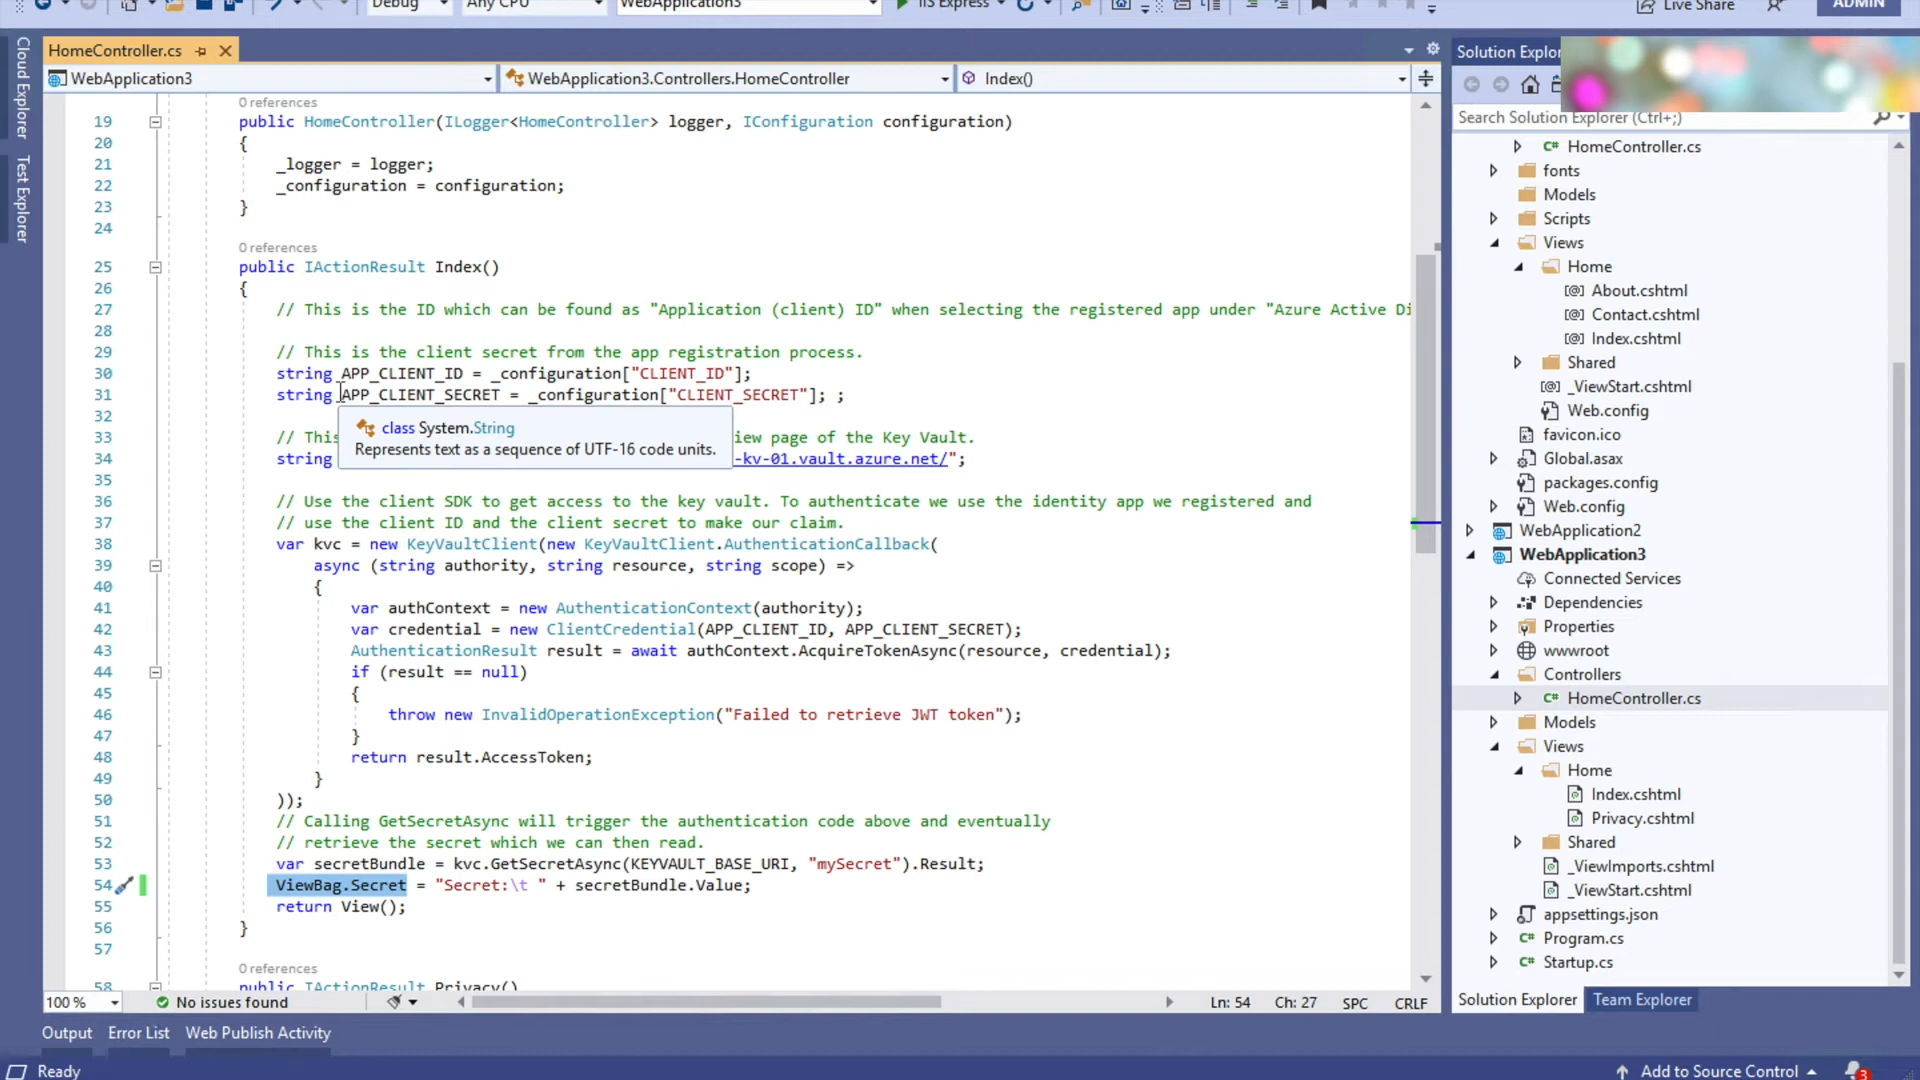 Debug
Any CPU
WebApplication3
IIS Express
Live Share
ADMIN
Cloud Explorer
Test Explorer
HomeController.cs
WebApplication3
WebApplication3.Controllers.HomeController
Index()
0 references
19 public HomeController(ILogger<HomeController> logger, IConfiguration configuration)
20 {
21 _logger = logger;
22 _configuration = configuration;
23 }
24
0 references
25 public IActionResult Index()
26 {
27 // This is the ID which can be found as "Application (client) ID" when selecting the registered app under "Azure Active Di
28
29 // This is the client secret from the app registration process.
30 string APP_CLIENT_ID = _configuration["CLIENT_ID"];
31 string APP_CLIENT_SECRET = _configuration["CLIENT_SECRET"]; ;
32
class System.String
Represents text as a sequence of UTF-16 code units.
33 // This iew page of the Key Vault.
34 string -kv-01.vault.azure.net/";
35
36 // Use the client SDK to get access to the key vault. To authenticate we use the identity app we registered and
37 // use the client ID and the client secret to make our claim.
38 var kvc = new KeyVaultClient(new KeyVaultClient.AuthenticationCallback(
39 async (string authority, string resource, string scope) =>
40 {
41 var authContext = new AuthenticationContext(authority);
42 var credential = new ClientCredential(APP_CLIENT_ID, APP_CLIENT_SECRET);
43 AuthenticationResult result = await authContext.AcquireTokenAsync(resource, credential);
44 if (result == null)
45 {
46 throw new InvalidOperationException("Failed to retrieve JWT token");
47 }
48 return result.AccessToken;
49 }
50 ));
51 // Calling GetSecretAsync will trigger the authentication code above and eventually
52 // retrieve the secret which we can then read.
53 var secretBundle = kvc.GetSecretAsync(KEYVAULT_BASE_URI, "mySecret").Result;
54 ViewBag.Secret = "Secret:\t " + secretBundle.Value;
55 return View();
56 }
57
0 references
58 public IActionResult Privacy()
100 %
No issues found
Ln: 54
Ch: 27
SPC
CRLF
Output
Error List
Web Publish Activity
Ready
Solution Explor
Search Solution Explorer (Ctrl+;)
HomeController.cs
fonts
Models
Scripts
Views
Home
About.cshtml
Contact.cshtml
Index.cshtml
Shared
_ViewStart.cshtml
Web.config
favicon.ico
Global.asax
packages.config
Web.config
WebApplication2
WebApplication3
Connected Services
Dependencies
Properties
wwwroot
Controllers
HomeController.cs
Models
Views
Home
Index.cshtml
Privacy.cshtml
Shared
_ViewImports.cshtml
_ViewStart.cshtml
appsettings.json
Program.cs
Startup.cs
Solution Explorer
Team Explorer
Add to Source Control
3